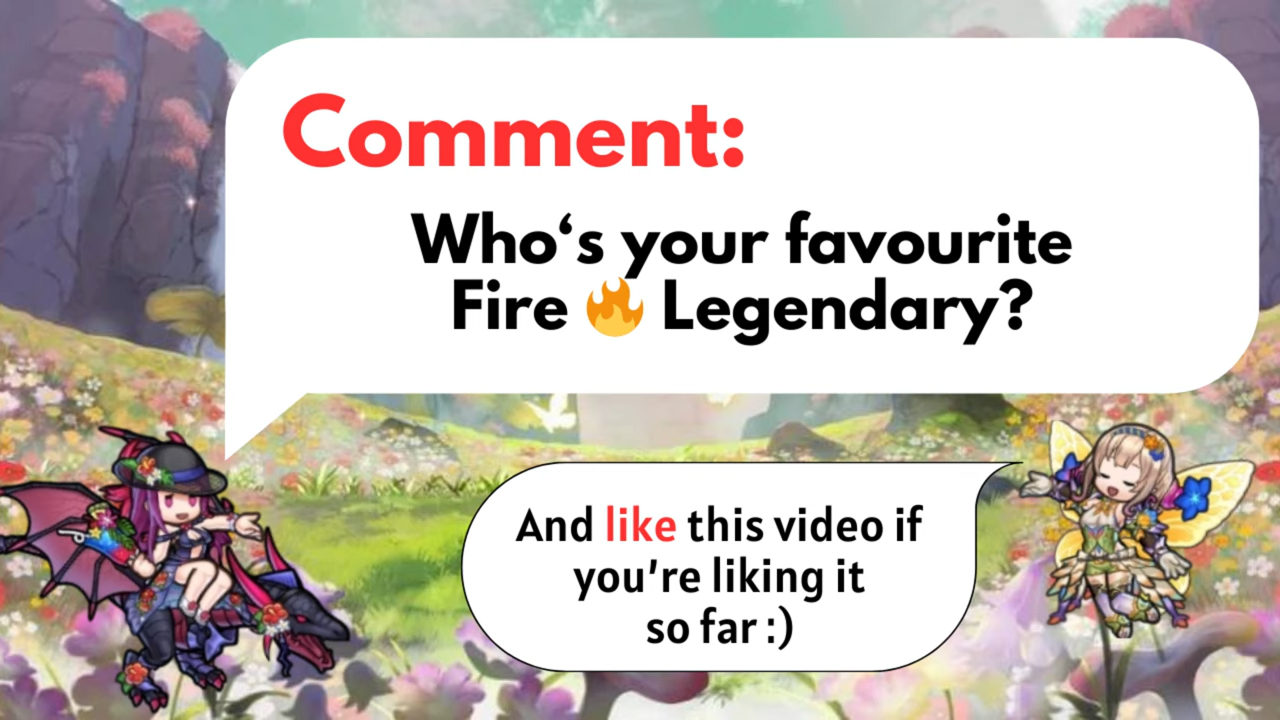 Comment:
Who‘s your favourite
Fire 🔥 Legendary?
And like this video if
you're liking it
so far :)